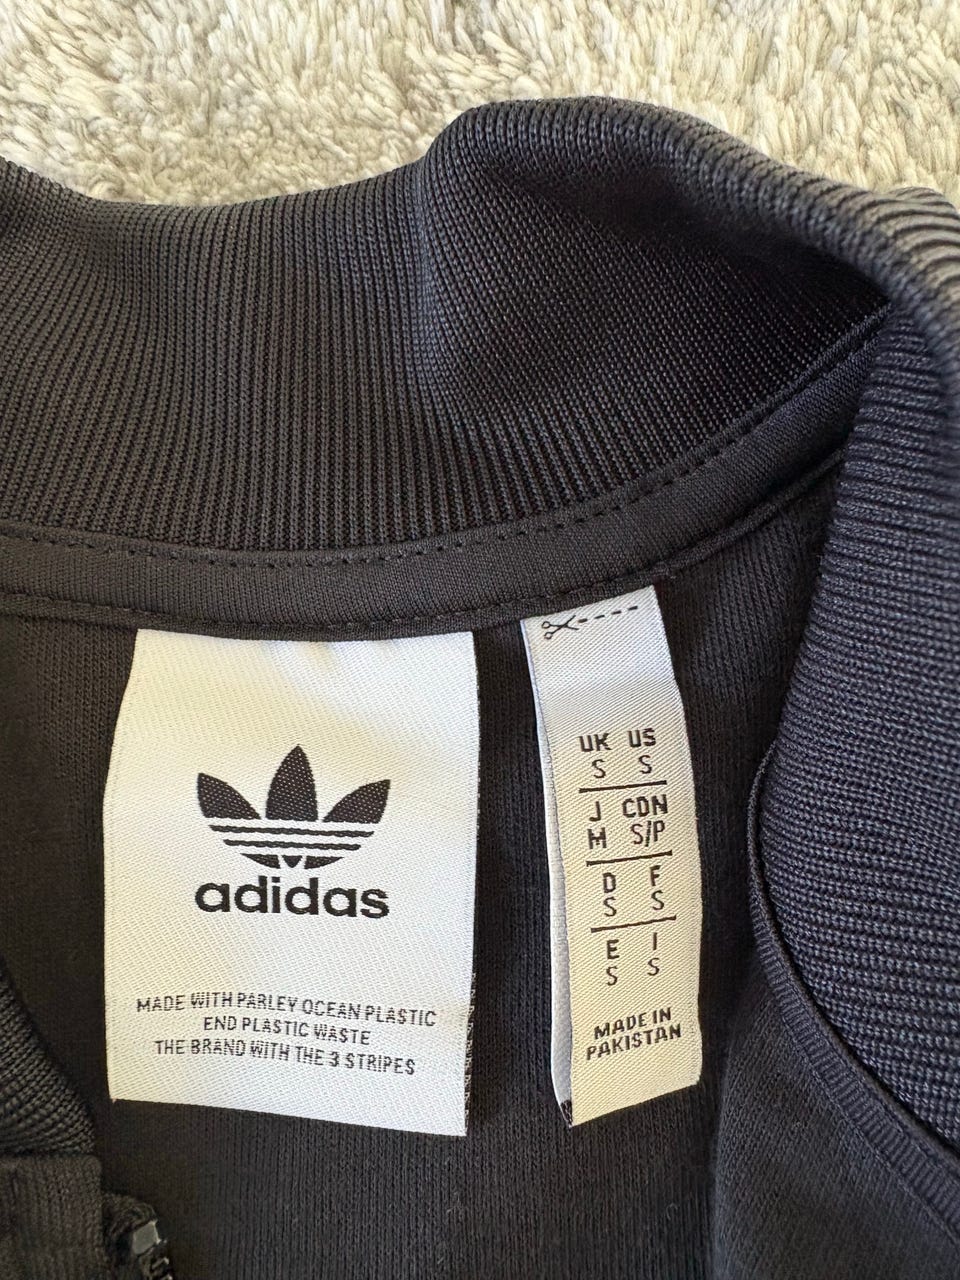 adidas
MADE WITH PARLEY OCEAN PLASTIC
END PLASTIC WASTE
THE BRAND WITH THE 3 STRIPES
UK US
S S
J CDN
M S/P
D F
S S
E I
S S
MADE IN
PAKISTAN